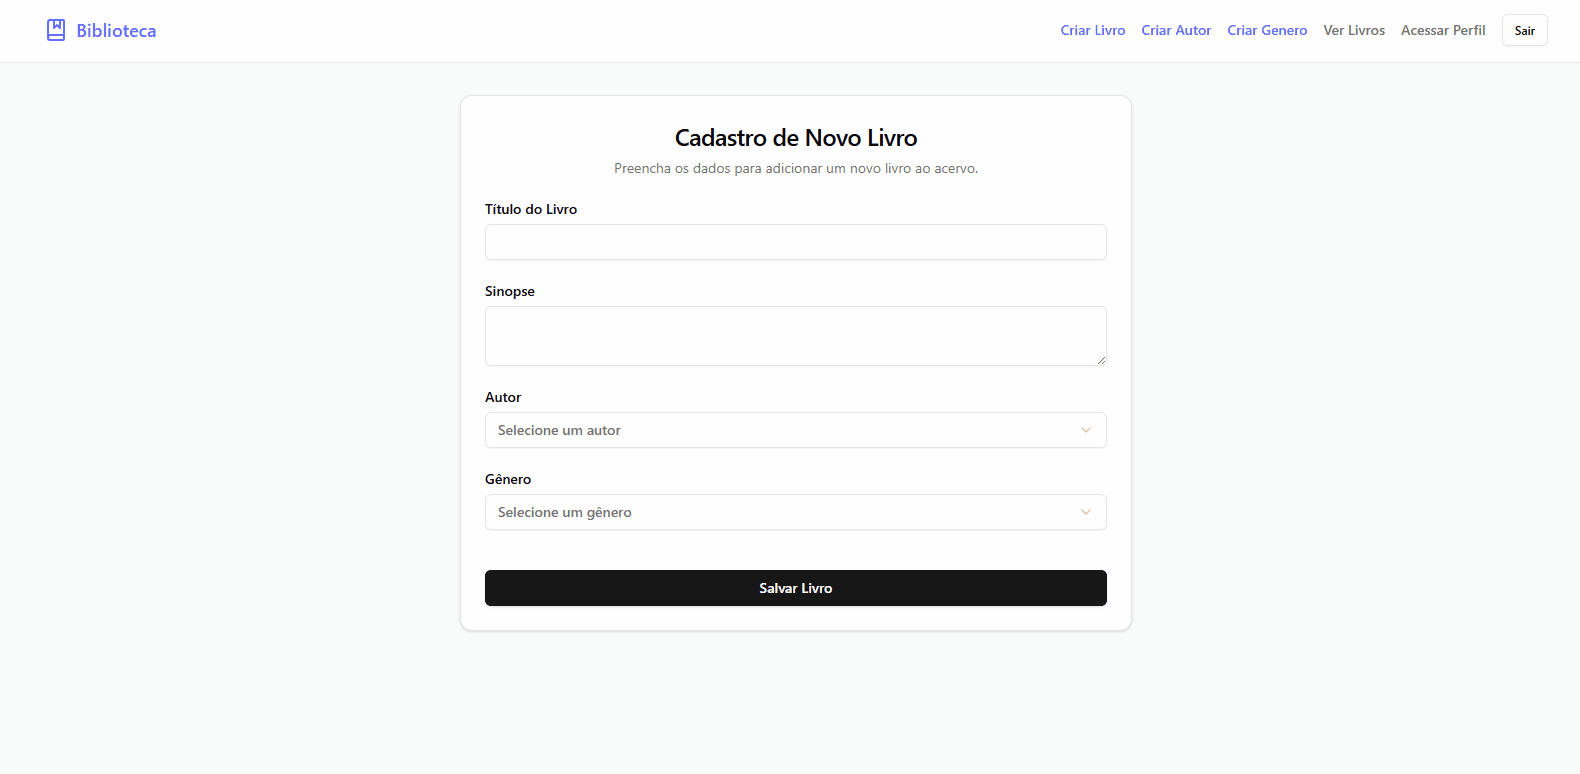 Biblioteca
Criar Livro Criar Autor Criar Genero Ver Livros Acessar Perfil Sair
Cadastro de Novo Livro
Preencha os dados para adicionar um novo livro ao acervo.
Título do Livro
Sinopse
Autor
Selecione um autor
Gênero
Selecione um gênero
Salvar Livro